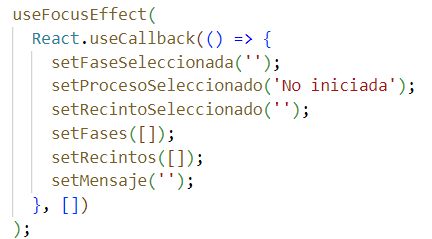 useFocusEffect(
  React.useCallback(() => {
    setFaseSeleccionada('');
    setProcesoSeleccionado('No iniciada');
    setRecintoSeleccionado('');
    setFases([]);
    setRecintos([]);
    setMensaje('');
  }, [])
);